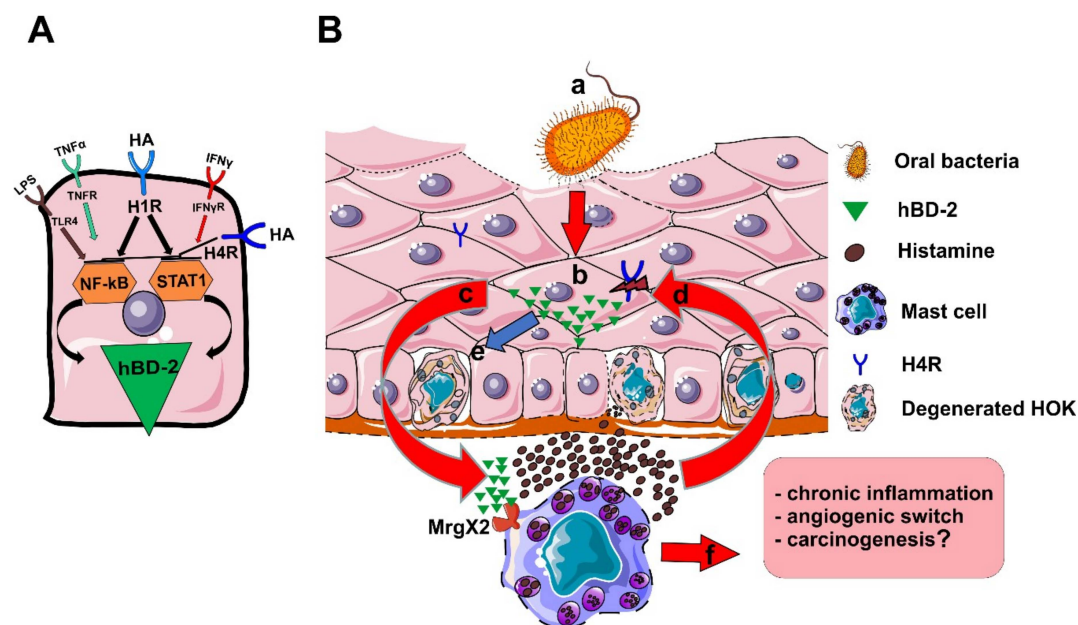 A
B
TNFα
HA
IFNγ
LPS
TNFR
H1R
IFNγR
TLR4
H4R
HA
NF-kB
STAT1
hBD-2
a
b
c
d
e
MrgX2
f
- chronic inflammation
- angiogenic switch
- carcinogenesis?
Oral bacteria
hBD-2
Histamine
Mast cell
H4R
Degenerated HOK